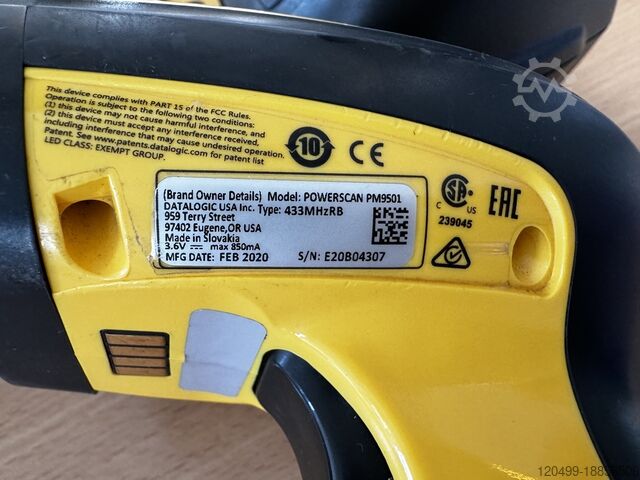 This device complies with PART 15 of the FCC Rules.
Operation is subject to the following two conditions:
(1) this device may not cause harmful interference, and
(2) this device must accept any interference received,
including interference that may cause undesired operation.
Patent. See www.patents.datalogic.com for patent list
LED CLASS: EXEMPT GROUP.
10
CE
(Brand Owner Details) Model: POWERSCAN PM9501
DATALOGIC USA Inc. Type: 433MHzRB
959 Terry Street
97402 Eugene,OR USA
Made in Slovakia
3.6V⎓ max 850mA
MFG DATE: FEB 2020 S/N: E20B04307
C US
239045
EAC